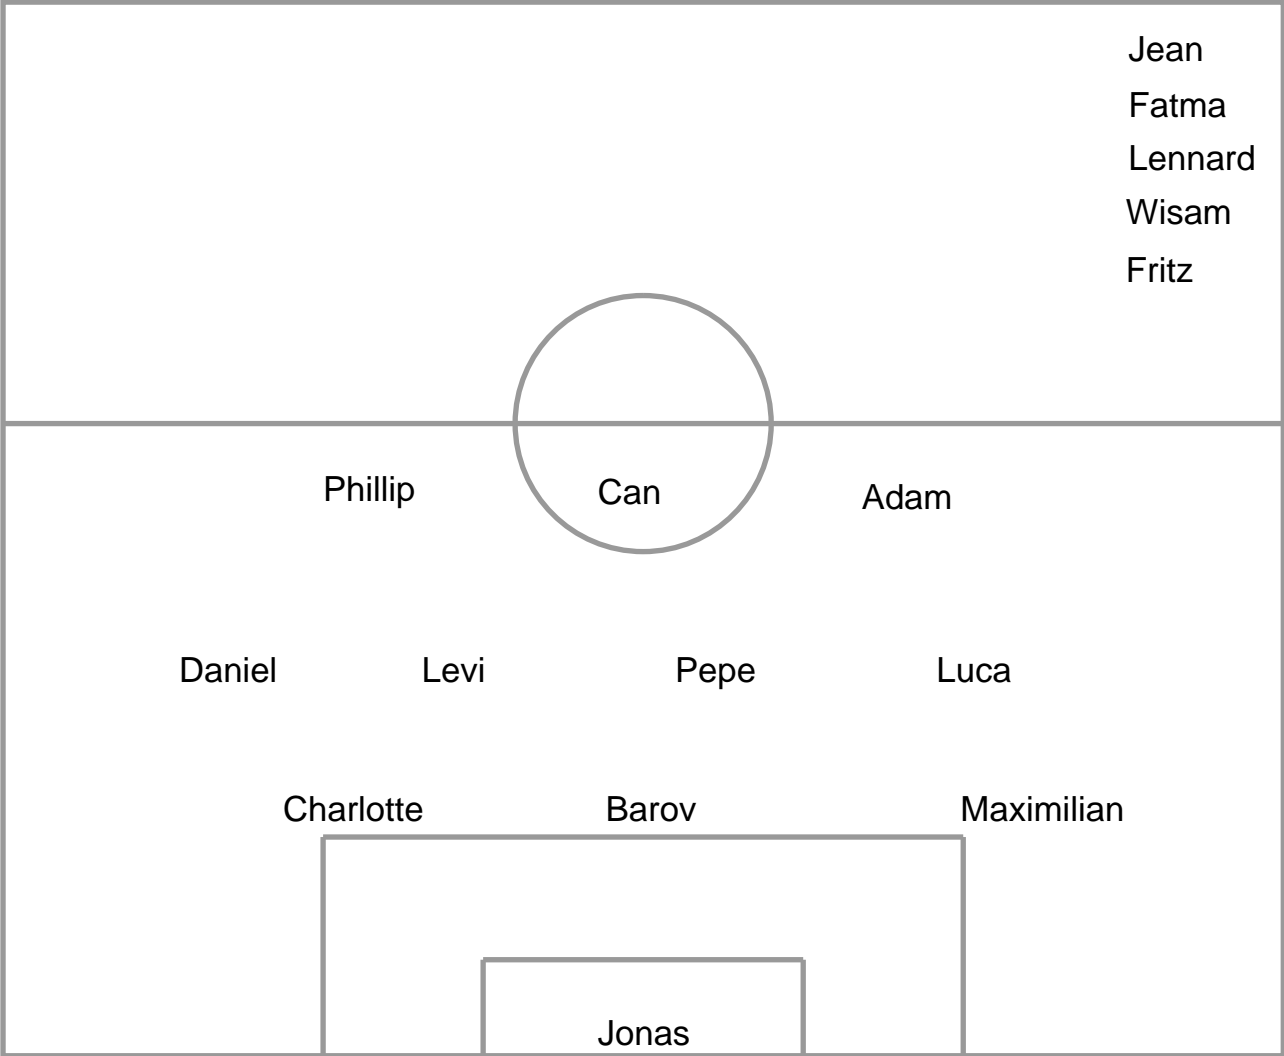 Jean
Fatma
Lennard
Wisam
Fritz
Phillip Can Adam
Daniel Levi Pepe Luca
Charlotte Barov Maximilian
Jonas